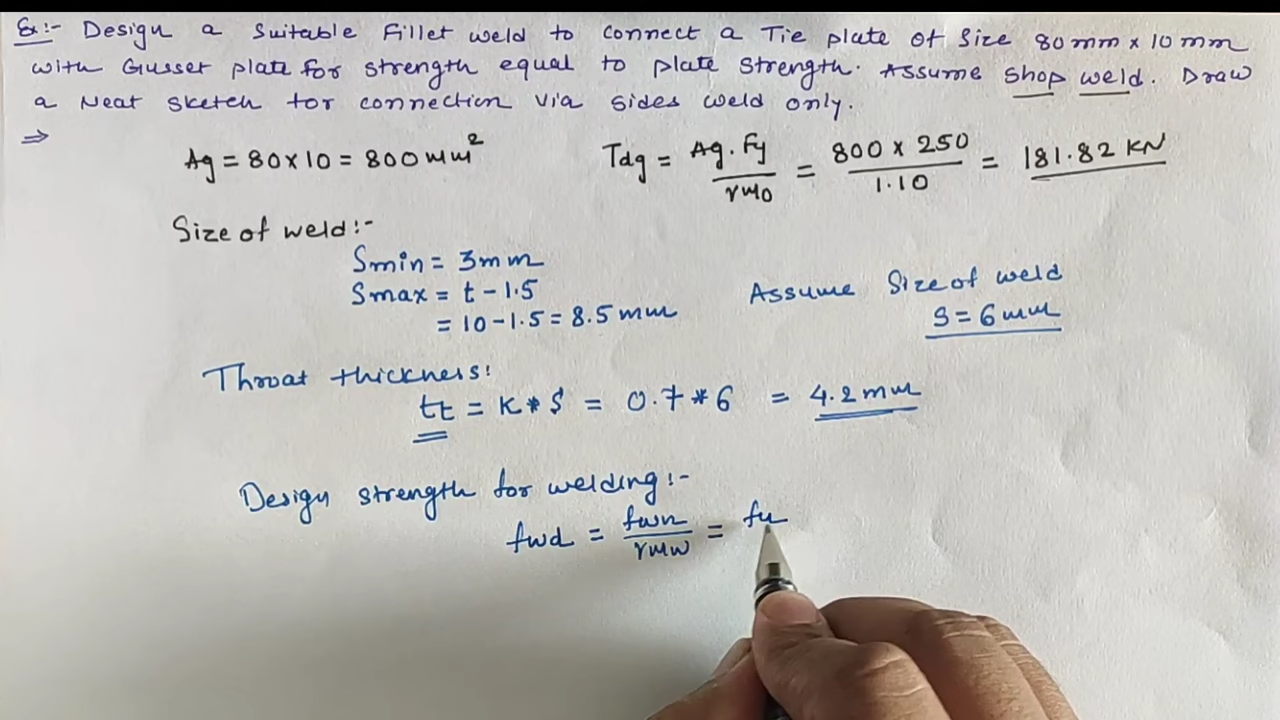 Ex:- Design a suitable Fillet weld to connect a Tie plate of size 80mm x 10mm
with Gusset plate for strength equal to plate strength. Assume shop weld. Draw
a Neat sketch for connection via sides weld only.
⇒
Ag = 80 x 10 = 800 mm² Tdg = Ag. Fy / γm0 = 800 x 250 / 1.10 = 181.82 KN
Size of weld:-
Smin = 3mm
Smax = t - 1.5
= 10 - 1.5 = 8.5 mm
Assume Size of weld
S = 6mm
Throat thickness:
tt = K * S = 0.7 * 6 = 4.2 mm
Design strength for welding:-
fwd = fwn / γmw = fu